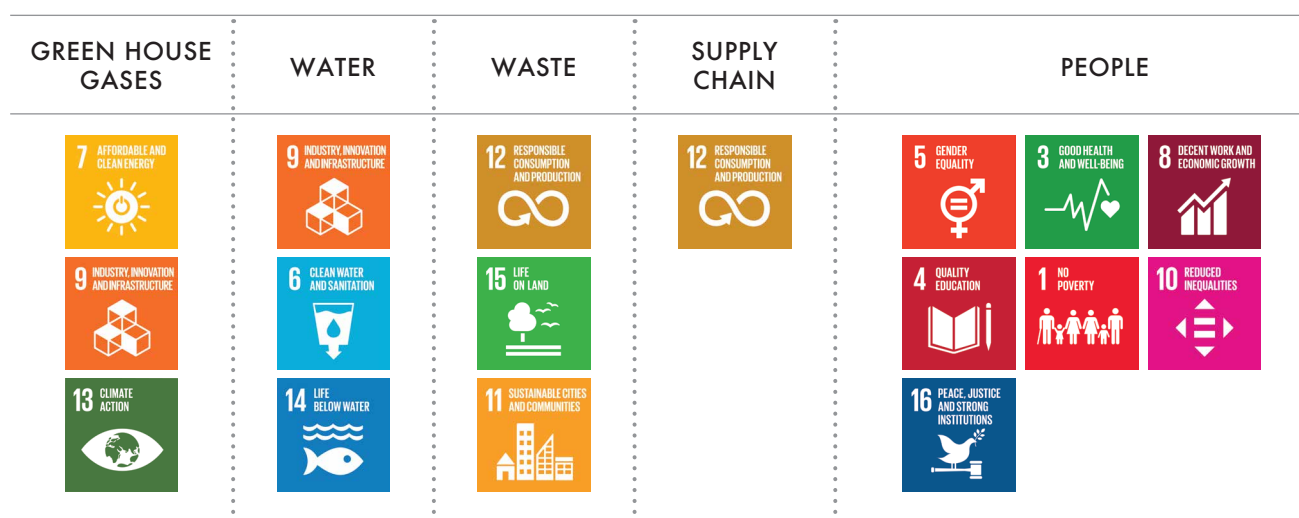 GREEN HOUSE
GASES
WATER
WASTE
SUPPLY
CHAIN
PEOPLE
7 AFFORDABLE AND
CLEAN ENERGY
9 INDUSTRY, INNOVATION
AND INFRASTRUCTURE
13 CLIMATE
ACTION
9 INDUSTRY, INNOVATION
AND INFRASTRUCTURE
6 CLEAN WATER
AND SANITATION
14 LIFE
BELOW WATER
12 RESPONSIBLE
CONSUMPTION
AND PRODUCTION
15 LIFE
ON LAND
11 SUSTAINABLE CITIES
AND COMMUNITIES
12 RESPONSIBLE
CONSUMPTION
AND PRODUCTION
5 GENDER
EQUALITY
3 GOOD HEALTH
AND WELL-BEING
8 DECENT WORK AND
ECONOMIC GROWTH
4 QUALITY
EDUCATION
1 NO
POVERTY
10 REDUCED
INEQUALITIES
16 PEACE, JUSTICE
AND STRONG
INSTITUTIONS